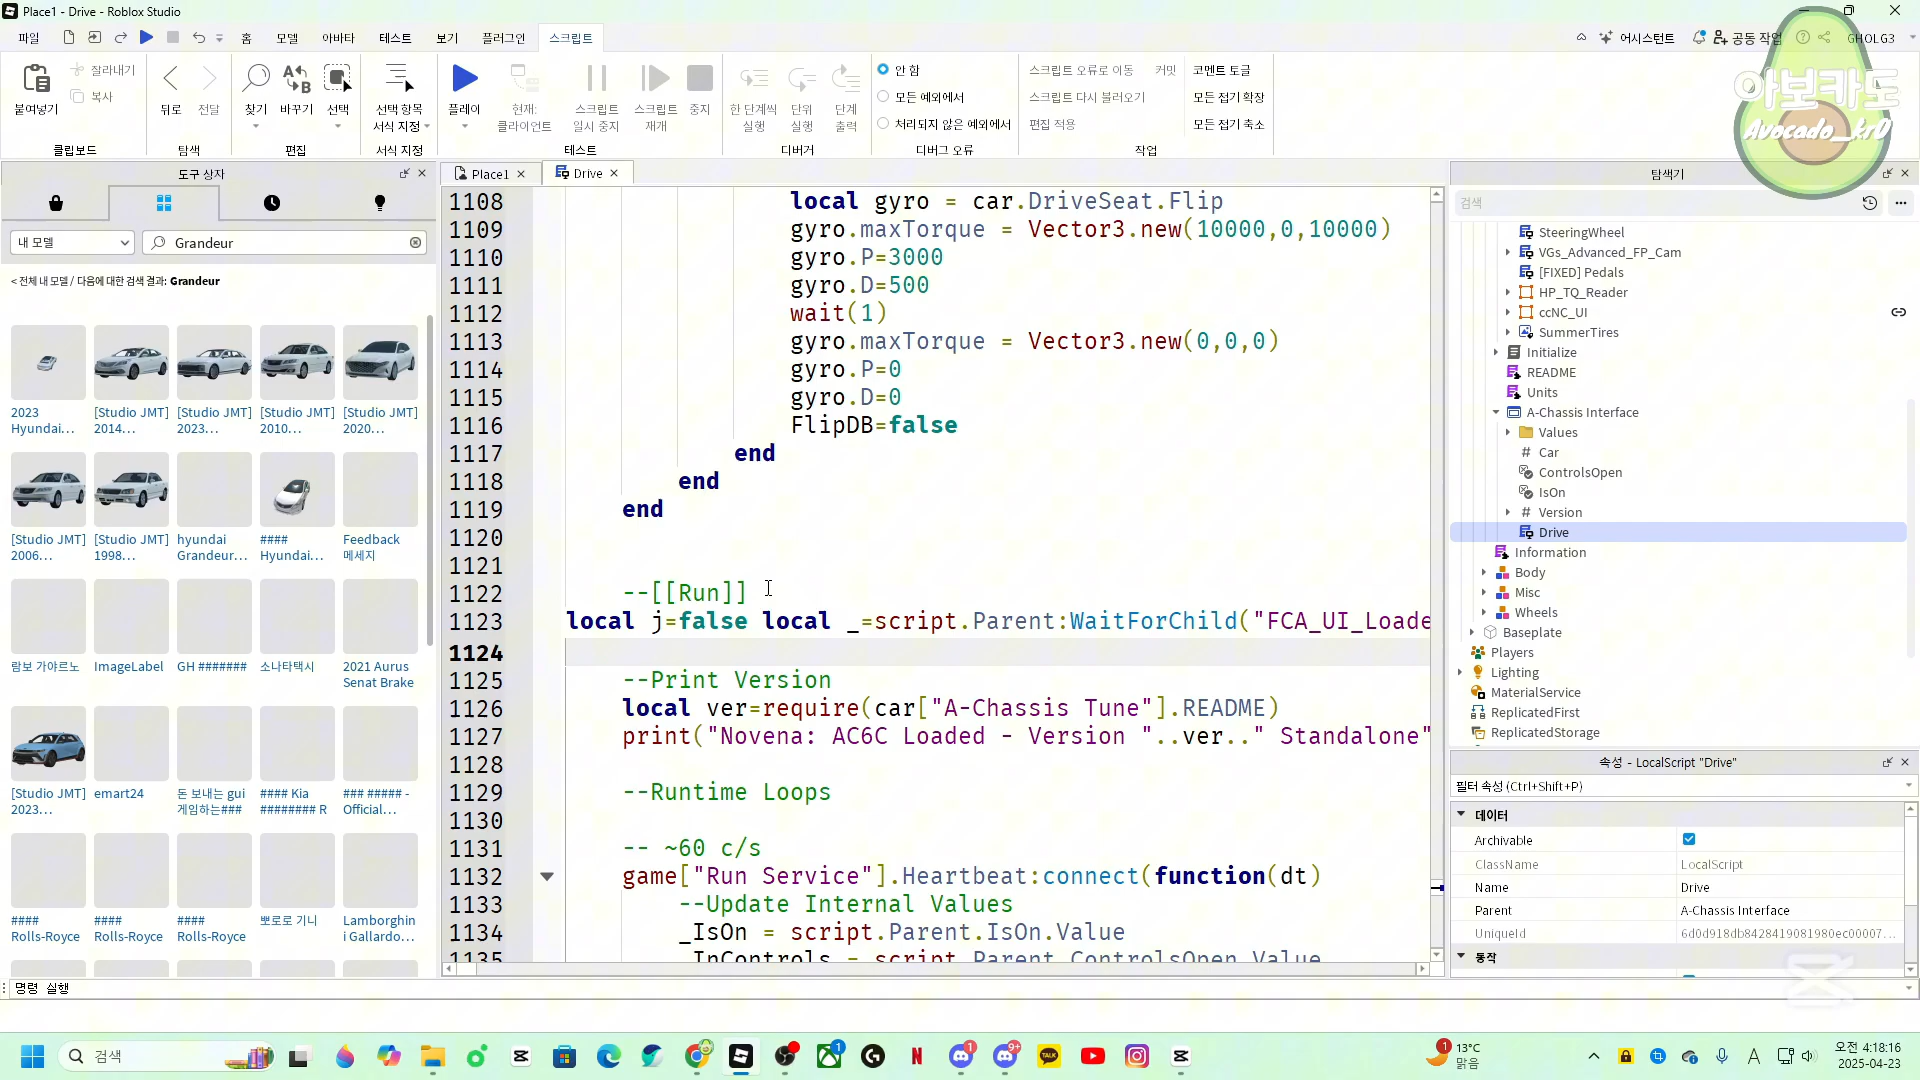 Place1 - Drive - Roblox Studio
파일
홈
모델
아바타
테스트
보기
플러그인
스크립트
어시스턴트
공동 작업
GHOLG3
붙여넣기
잘라내기
복사
클립보드
뒤로
전달
탐색
찾기
바꾸기
선택
편집
선택 항목
서식 지정
서식 지정
플레이
현재:
클라이언트
스크립트
일시 중지
스크립트
재개
중지
테스트
한 단계씩
실행
단위
실행
단계
출력
디버거
안 함
모든 예외에서
처리되지 않은 예외에서
디버그 오류
스크립트 오류로 이동
커밋
스크립트 다시 불러오기
편집 적용
코멘트 토글
모든 접기 확장
모든 접기 축소
작업
아보카도
Avocado_kr0
도구 상자
내 모델
Grandeur
< 전체 내 모델 / 다음에 대한 검색 결과: Grandeur
2023
Hyundai...
[Studio JMT]
2014...
[Studio JMT]
2023...
[Studio JMT]
2010...
[Studio JMT]
2020...
[Studio JMT]
2006...
[Studio JMT]
1998...
hyundai
Grandeur...
####
Hyundai...
Feedback
메세지
람보 가야르노
ImageLabel
GH #######
소나타택시
2021 Aurus
Senat Brake
[Studio JMT]
2023...
emart24
돈 보내는 gui
게임하는###
#### Kia
######## R
### ##### -
Official...
####
Rolls-Royce
####
Rolls-Royce
####
Rolls-Royce
뽀로로 기니
Lamborghin
i Gallardo...
Place1
Drive
1108 local gyro = car.DriveSeat.Flip
1109 gyro.maxTorque = Vector3.new(10000,0,10000)
1110 gyro.P=3000
1111 gyro.D=500
1112 wait(1)
1113 gyro.maxTorque = Vector3.new(0,0,0)
1114 gyro.P=0
1115 gyro.D=0
1116 FlipDB=false
1117 end
1118 end
1119 end
1120
1121
1122 --[[Run]]
1123 local j=false local _=script.Parent:WaitForChild("FCA_UI_Loade
1124
1125 --Print Version
1126 local ver=require(car["A-Chassis Tune"].README)
1127 print("Novena: AC6C Loaded - Version "..ver.." Standalone"
1128
1129 --Runtime Loops
1130
1131 -- ~60 c/s
1132 game["Run Service"].Heartbeat:connect(function(dt)
1133 --Update Internal Values
1134 _IsOn = script.Parent.IsOn.Value
1135 _InControls = script.Parent.ControlsOpen.Value
탐색기
검색
SteeringWheel
VGs_Advanced_FP_Cam
[FIXED] Pedals
HP_TQ_Reader
ccNC_UI
SummerTires
Initialize
README
Units
A-Chassis Interface
Values
Car
ControlsOpen
IsOn
Version
Drive
Information
Body
Misc
Wheels
Baseplate
Players
Lighting
MaterialService
ReplicatedFirst
ReplicatedStorage
속성 - LocalScript "Drive"
필터 속성 (Ctrl+Shift+P)
데이터
Archivable
ClassName LocalScript
Name Drive
Parent A-Chassis Interface
UniqueId 6d0d918db8428419081980ec00007...
동작
명령 실행
검색
1
1
9+
TALK
1
13°C
맑음
A
오전 4:18:16
2025-04-23